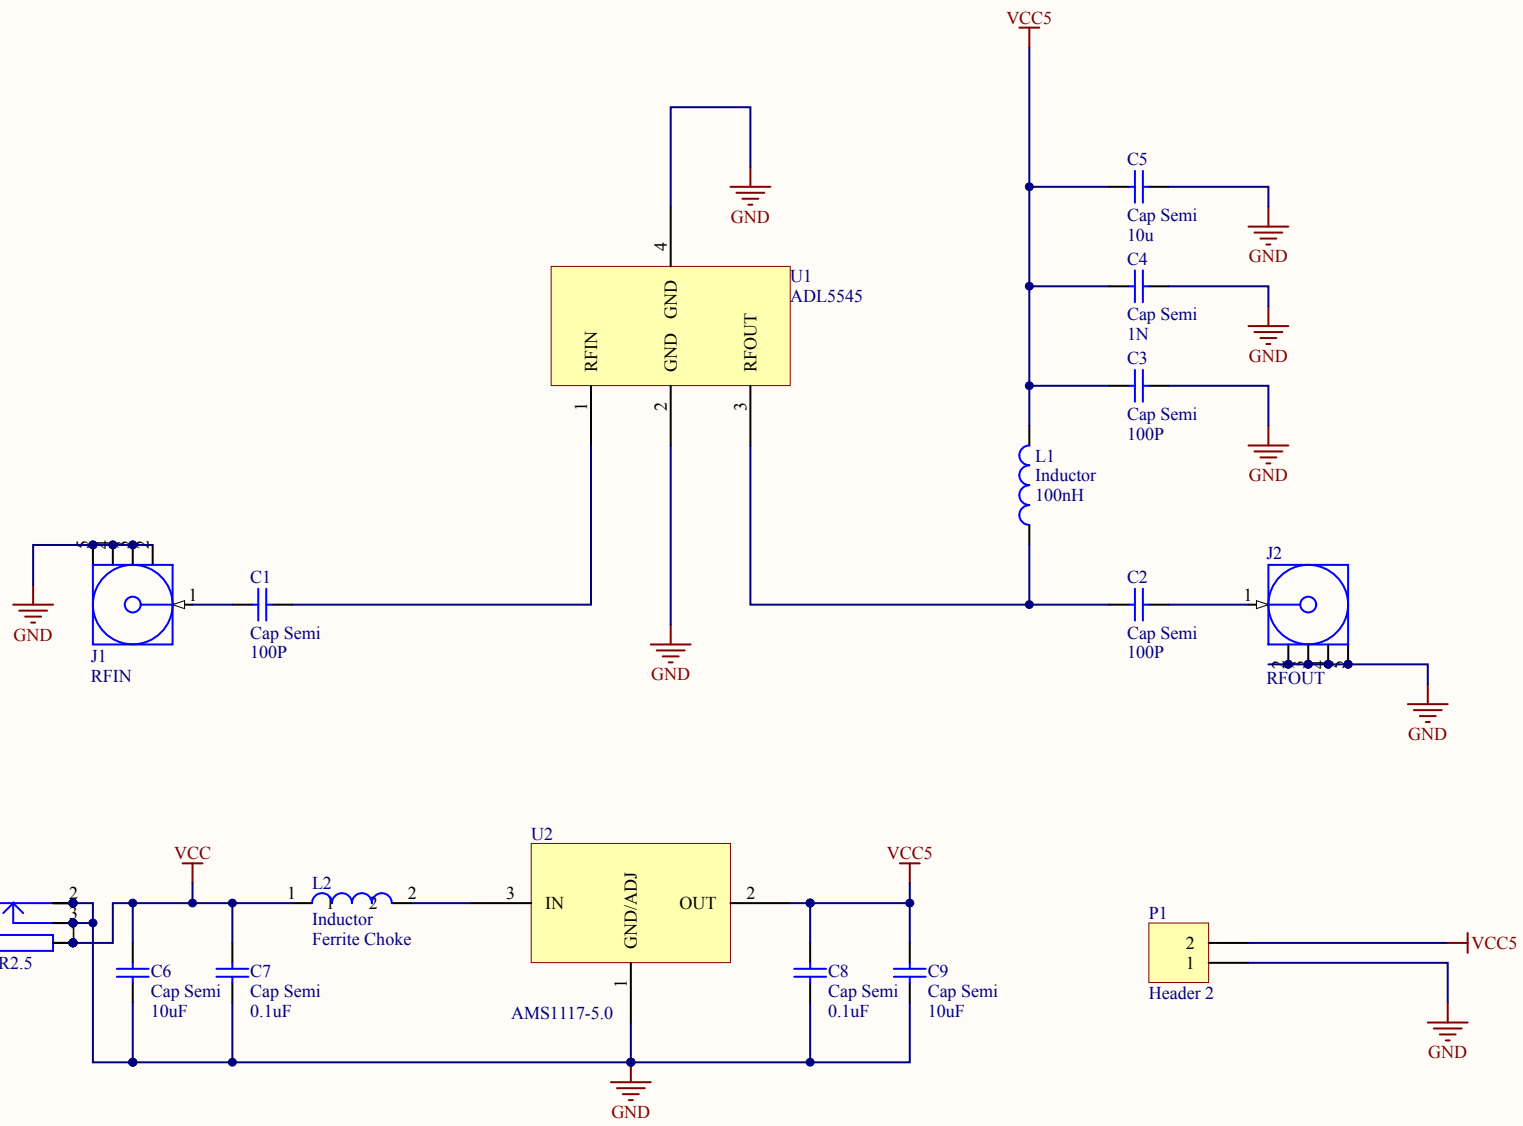 VCC5
C5
Cap Semi
10u
GND
C4
Cap Semi
1N
GND
C3
Cap Semi
100P
GND
L1
Inductor
100nH
GND
4
U1
ADL5545
RFIN
GND GND
RFOUT
1
2
3
GND
GND
1
J1
RFIN
C1
Cap Semi
100P
C2
Cap Semi
100P
1
J2
RFOUT
GND
2
3
R2.5
VCC
C6
Cap Semi
10uF
C7
Cap Semi
0.1uF
1
L2
2
1
2
Inductor
Ferrite Choke
U2
3
IN
GND/ADJ
OUT
2
1
AMS1117-5.0
GND
VCC5
C8
Cap Semi
0.1uF
C9
Cap Semi
10uF
P1
2
1
Header 2
VCC5
GND